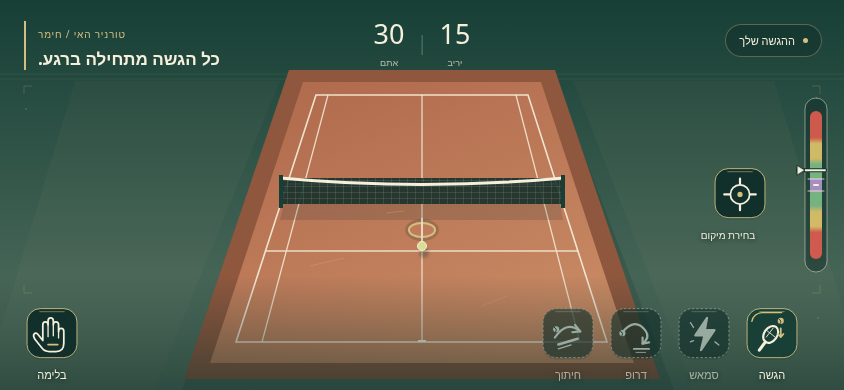 ההגשה שלך
15
יריב
30
אתם
טורניר האי / חימר
כל הגשה מתחילה ברגע.
בחירת מיקום
הגשה
סמאש
דרופ
חיתוך
בלימה